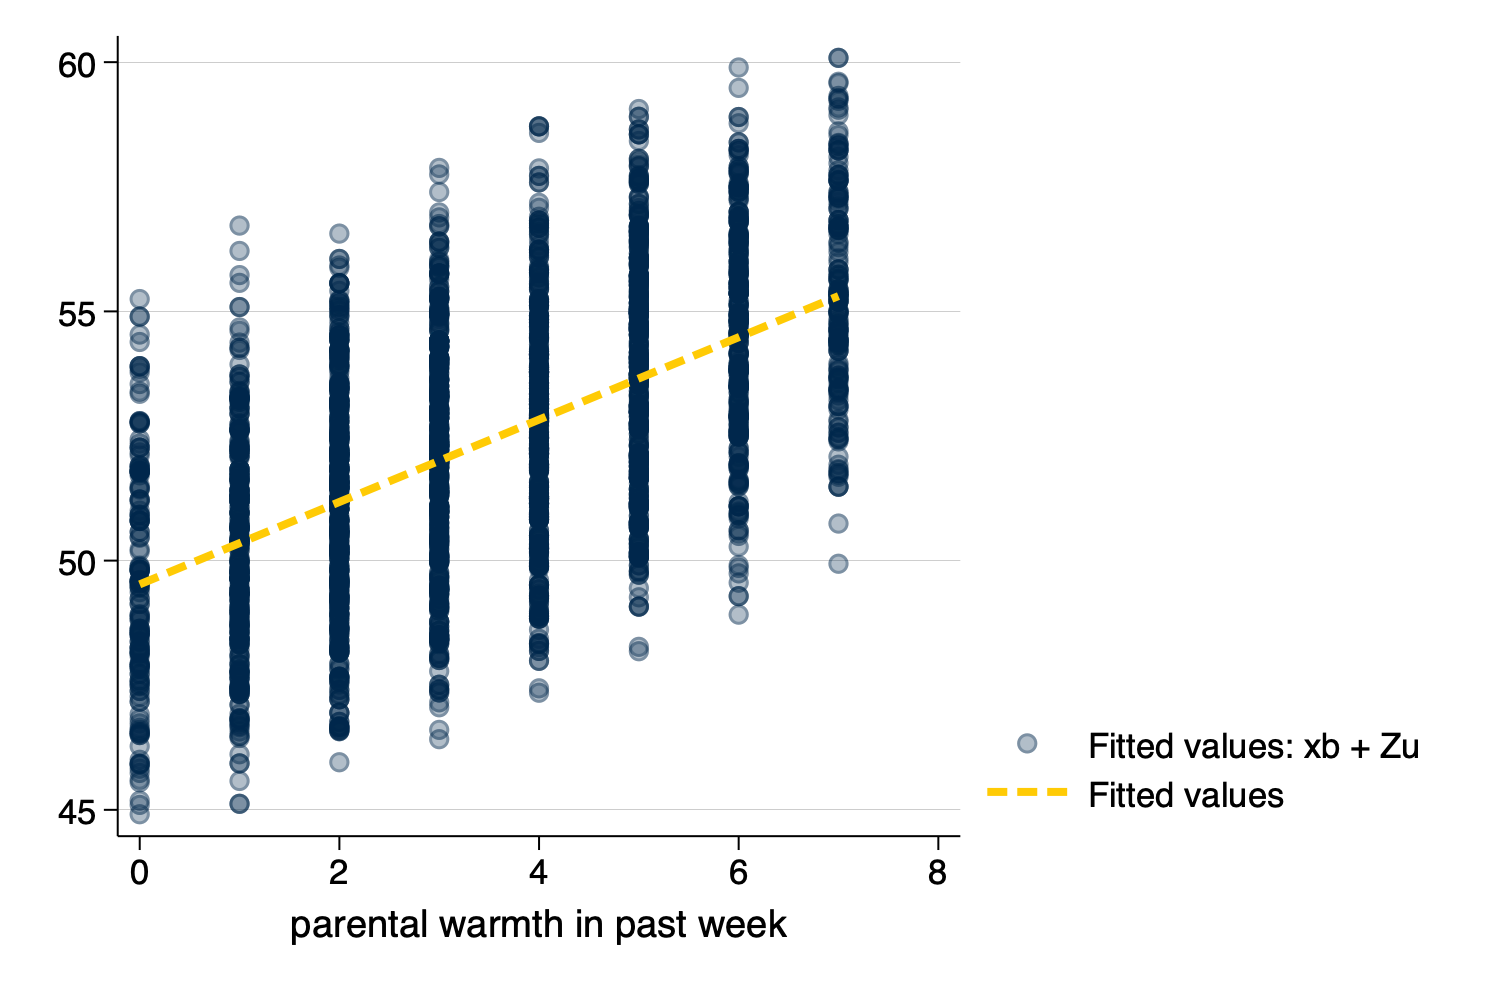 60
55
50
45
0 2 4 6 8
parental warmth in past week
Fitted values: xb + Zu
Fitted values